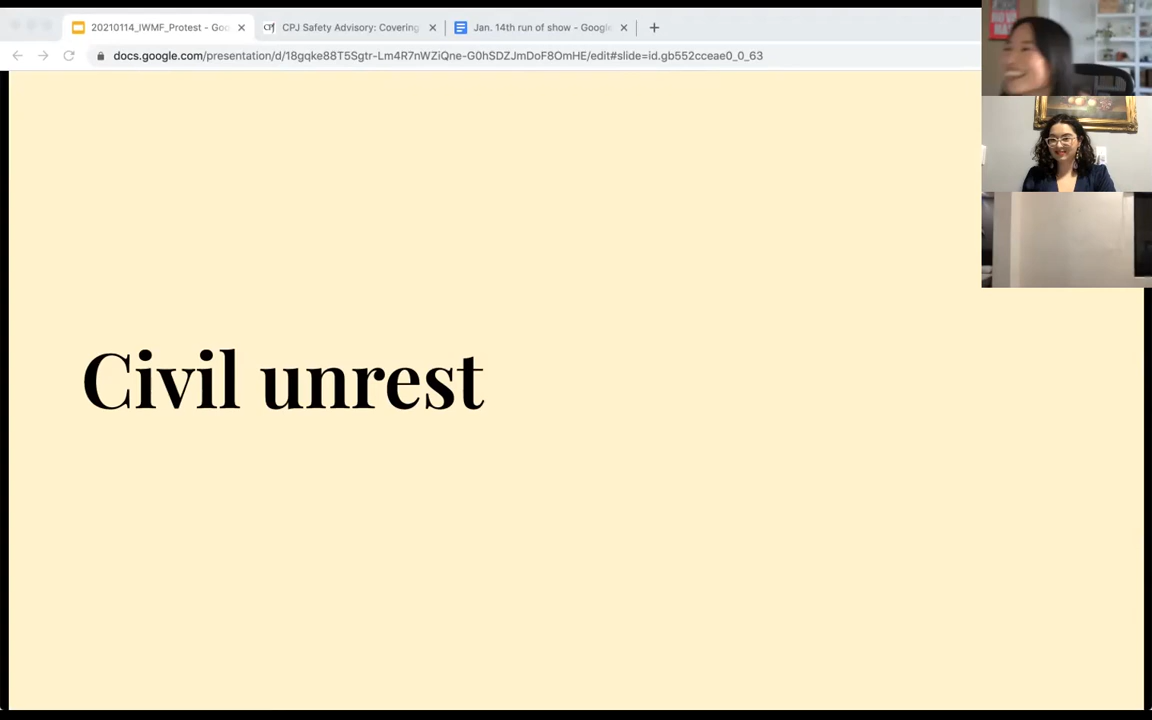 20210114_IWMF_Protest - Goo
CPJ Safety Advisory: Covering
Jan. 14th run of show - Google
docs.google.com/presentation/d/18gqke88T5Sgtr-Lm4R7nWZiQne-G0hSDZJmDoF8OmHE/edit#slide=id.gb552cceae0_0_63
Civil unrest